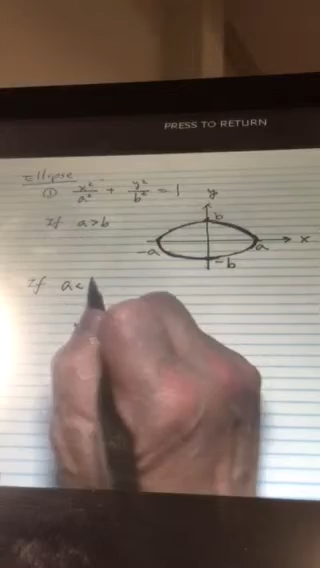 PRESS TO RETURN
Ellipse
① x²/a² + y²/b² = 1
If a>b
y
b
-a
a
x
-b
If a<